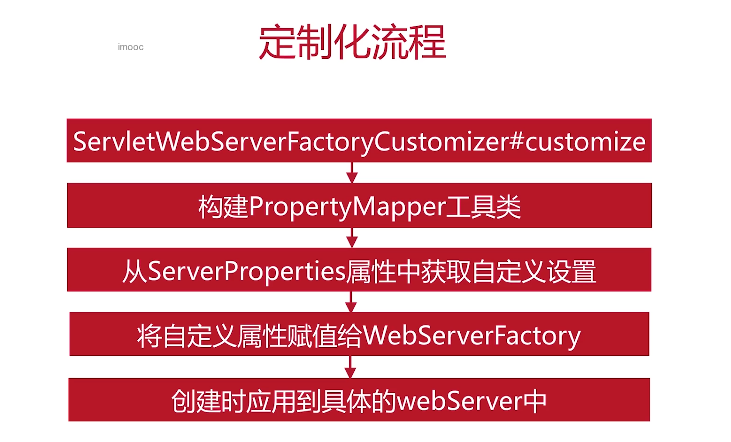 定制化流程
imooc
ServletWebServerFactoryCustomizer#customize
构建PropertyMapper工具类
从ServerProperties属性中获取自定义设置
将自定义属性赋值给WebServerFactory
创建时应用到具体的webServer中